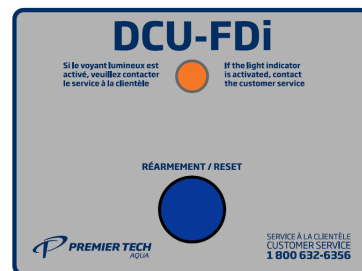 DCU-FDi
Si le voyant lumineux est
activé, veuillez contacter
le service à la clientèle
If the light indicator
is activated, contact
the customer service
RÉARMEMENT / RESET
PREMIER TECH
AQUA
SERVICE À LA CLIENTÈLE
CUSTOMER SERVICE
1 800 632-6356